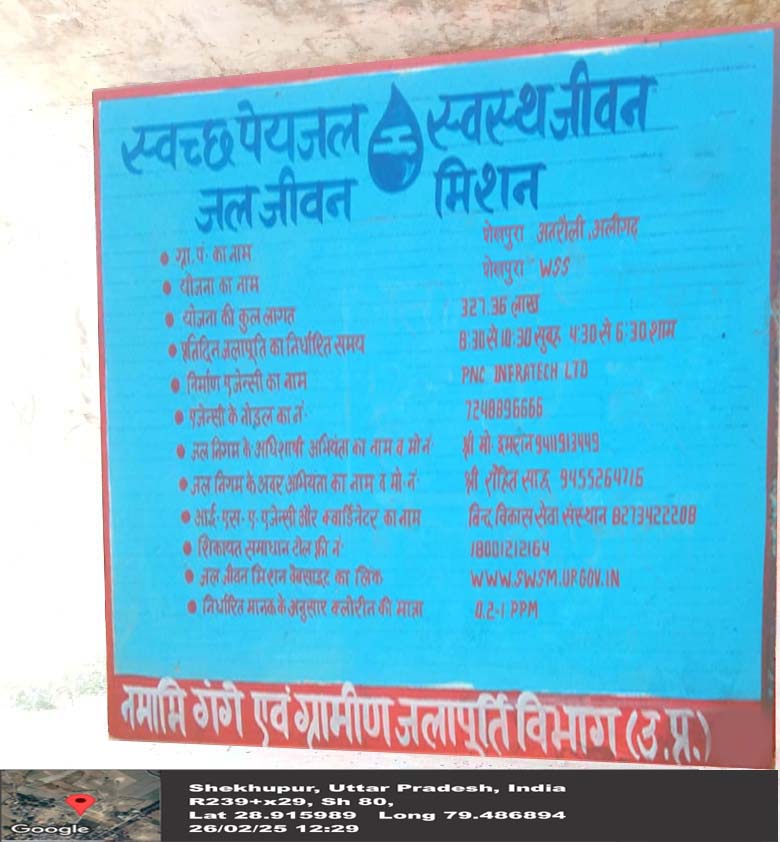 स्वच्छ पेयजल स्वस्थ जीवन
जल जीवन मिशन
• ग्रा.पं. का नाम शेखपुरा अतरौली, अलीगढ़
• योजना का नाम शेखपुरा WSS
• योजना की कुल लागत 327.36 लाख
• प्रतिदिन जलापूर्ति का निर्धारित समय 8:30 से 10:30 सुबह 4:30 से 6:30 शाम
• निर्माण एजेन्सी का नाम PNC INFRATECH LTD
• एजेन्सी के नोडल का नं. 7248896666
• जल निगम के अधिशाषी अभियंता का नाम व मो.नं श्री मो. इमरान 9411913449
• जल निगम के अवर अभियंता का नाम व मो.नं. श्री रोहित साहू 9455264716
• आई.एस.ए. एजेन्सी और क्वार्डिनेटर का नाम बिन्दु विकास सेवा संस्थान 8273422208
• शिकायत समाधान टोल फ्री नं. 18001212164
• जल जीवन मिशन वेबसाइट का लिंक WWW.SWSM.UP.GOV.IN
• निर्धारित मानक के अनुसार क्लोरीन की मात्रा 0.2-1 PPM
नमामि गंगे एवं ग्रामीण जलापूर्ति विभाग (उ.प्र.)
Google
Shekhupur, Uttar Pradesh, India
R239+x29, Sh 80,
Lat 28.915989 Long 79.486894
26/02/25 12:29